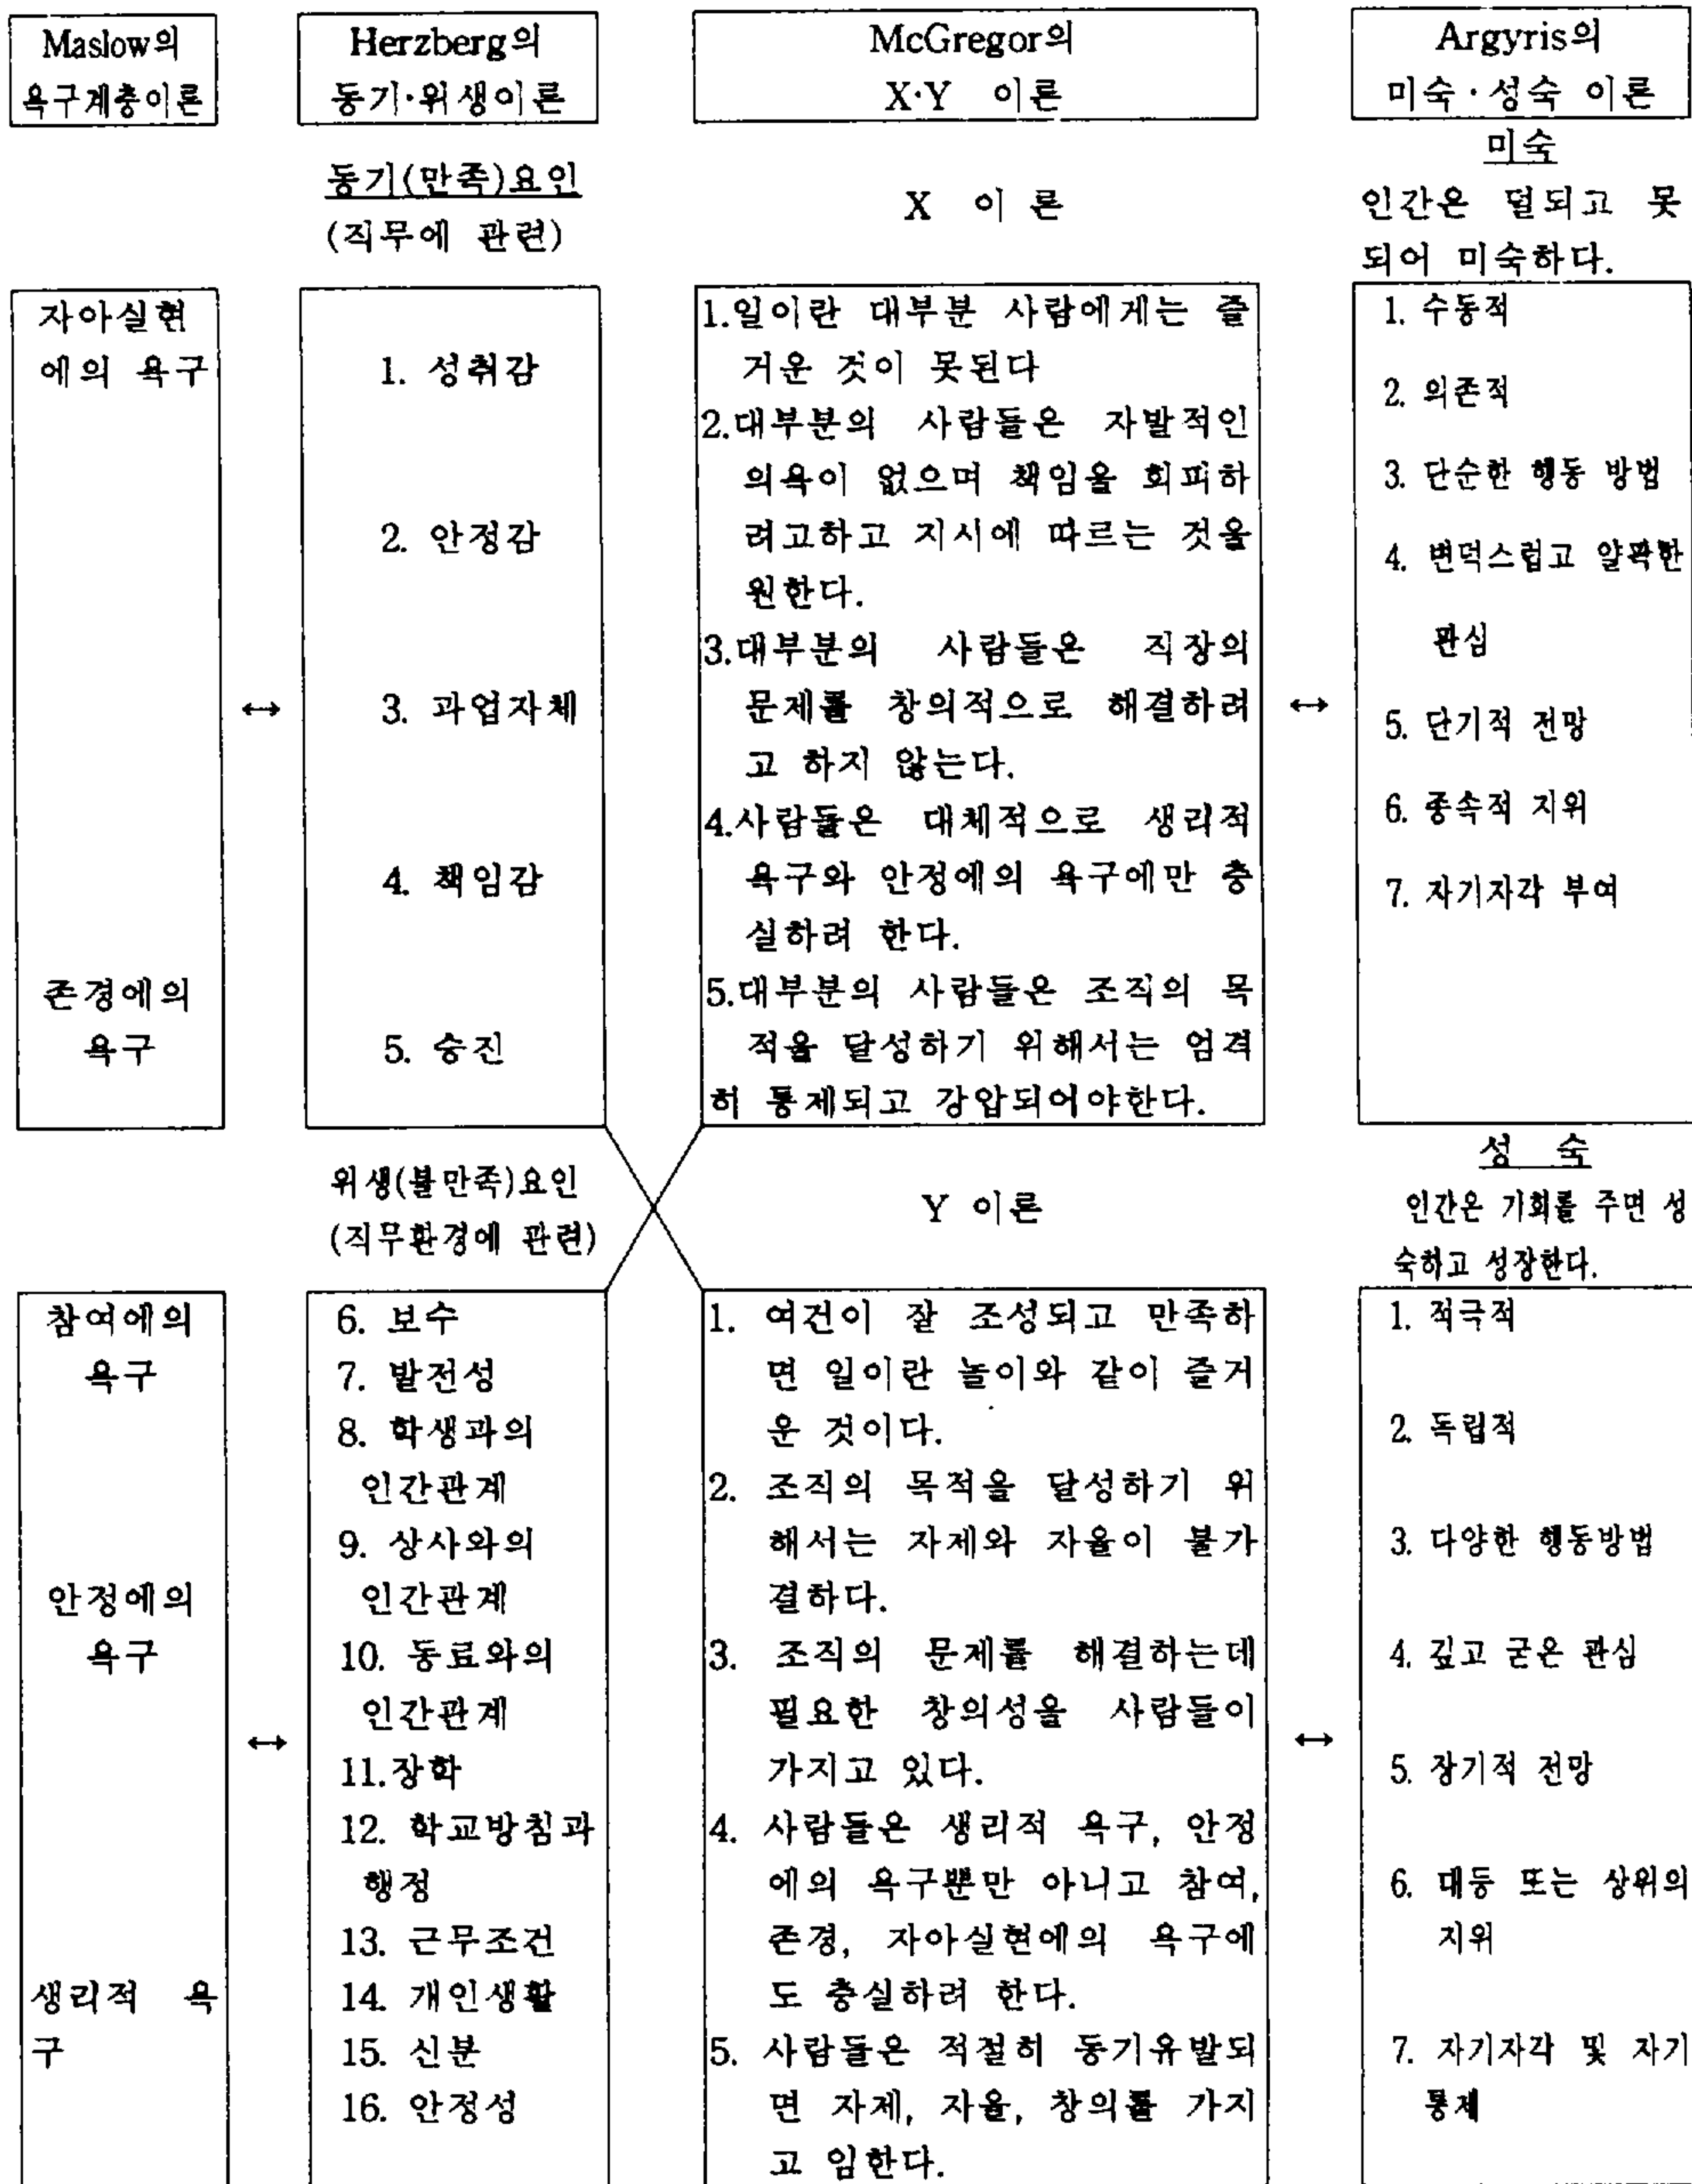 Maslow의
욕구계층이론
Herzberg의
동기·위생이론
McGregor의
X·Y 이론
Argyris의
미숙·성숙 이론
동기(만족)요인
(직무에 관련)
X 이론
미숙
인간은 덜되고 못
되어 미숙하다.
자아실현
에의 욕구
존경에의
욕구
↔
1. 성취감
2. 안정감
3. 과업자체
4. 책임감
5. 승진
1.일이란 대부분 사람에게는 즐
거운 것이 못된다
2.대부분의 사람들은 자발적인
의욕이 없으며 책임을 회피하
려고하고 지시에 따르는 것을
원한다.
3.대부분의 사람들은 직장의
문제를 창의적으로 해결하려
고 하지 않는다.
4.사람들은 대체적으로 생리적
욕구와 안정에의 욕구에만 충
실하려 한다.
5.대부분의 사람들은 조직의 목
적을 달성하기 위해서는 엄격
히 통제되고 강압되어야한다.
↔
1. 수동적
2. 의존적
3. 단순한 행동 방법
4. 변덕스럽고 얄팍한
관심
5. 단기적 전망
6. 종속적 지위
7. 자기자각 부여
위생(불만족)요인
(직무환경에 관련)
Y 이론
성 숙
인간은 기회를 주면 성
숙하고 성장한다.
참여에의
욕구
안정에의
욕구
생리적 욕
구
↔
6. 보수
7. 발전성
8. 학생과의
인간관계
9. 상사와의
인간관계
10. 동료와의
인간관계
11.장학
12. 학교방침과
행정
13. 근무조건
14. 개인생활
15. 신분
16. 안정성
1. 여건이 잘 조성되고 만족하
면 일이란 놀이와 같이 즐거
운 것이다.
2. 조직의 목적을 달성하기 위
해서는 자제와 자율이 불가
결하다.
3. 조직의 문제를 해결하는데
필요한 창의성을 사람들이
가지고 있다.
4. 사람들은 생리적 욕구, 안정
에의 욕구뿐만 아니고 참여,
존경, 자아실현에의 욕구에
도 충실하려 한다.
5. 사람들은 적절히 동기유발되
면 자제, 자율, 창의를 가지
고 임한다.
↔
1. 적극적
2. 독립적
3. 다양한 행동방법
4. 깊고 굳은 관심
5. 장기적 전망
6. 대등 또는 상위의
지위
7. 자기자각 및 자기
통제